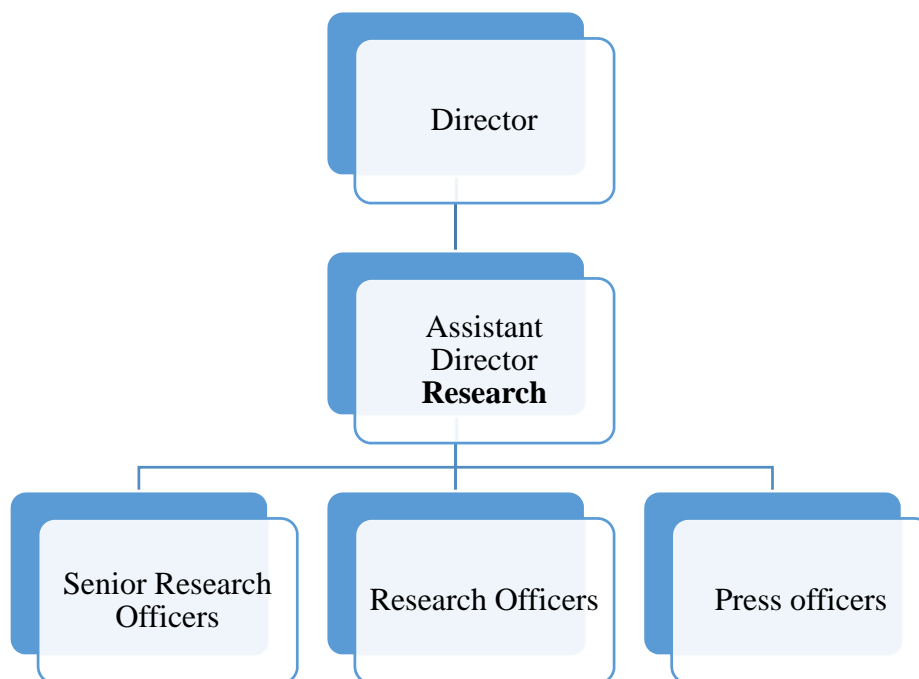 Director
Assistant
Director
Research
Senior Research
Officers
Research Officers
Press officers